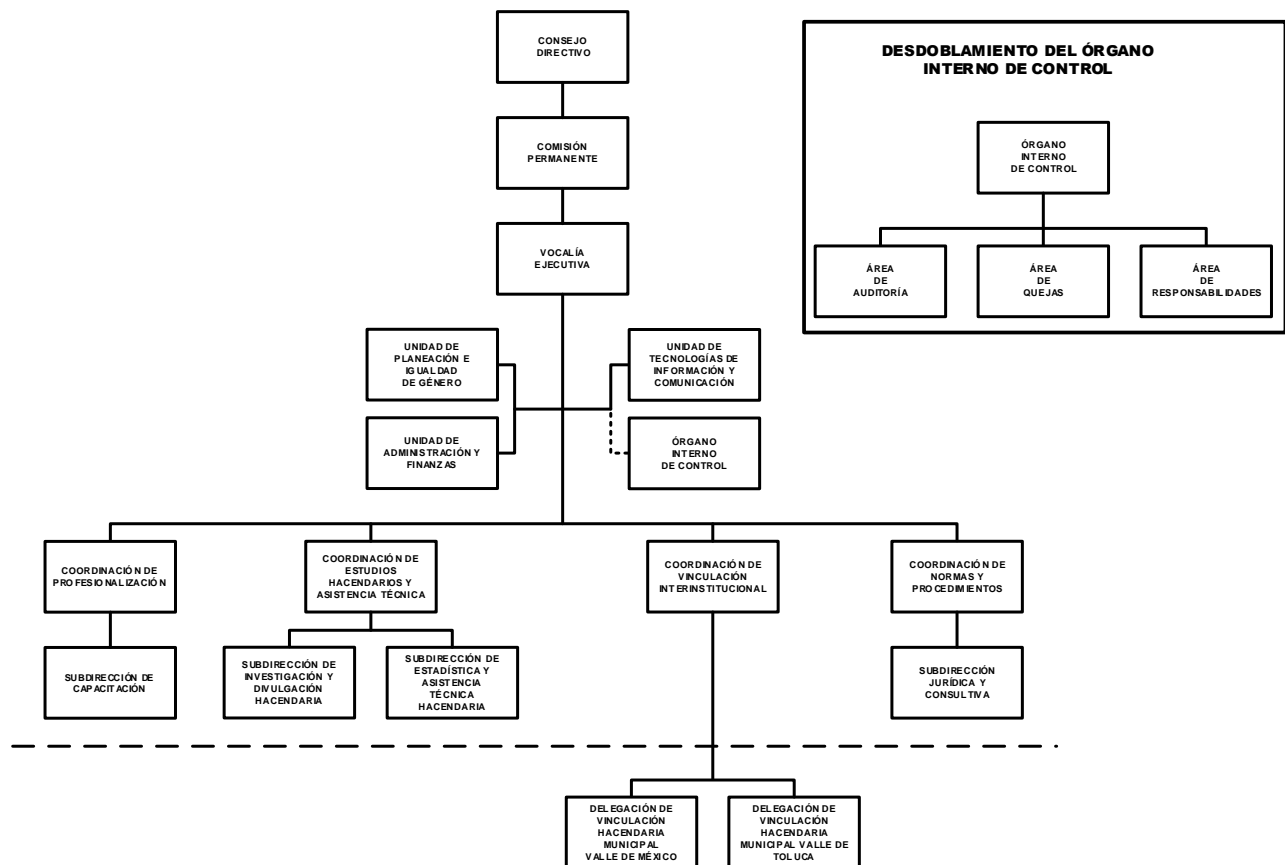 CONSEJO
DIRECTIVO
COMISIÓN
PERMANENTE
VOCALÍA
EJECUTIVA
DESDOBLAMIENTO DEL ÓRGANO
INTERNO DE CONTROL
ÓRGANO
INTERNO
DE CONTROL
ÁREA
DE
AUDITORÍA
ÁREA
DE
QUEJAS
ÁREA
DE
RESPONSABILIDADES
UNIDAD DE
PLANEACIÓN E
IGUALDAD
DE GÉNERO
UNIDAD DE
TECNOLOGÍAS DE
INFORMACIÓN Y
COMUNICACIÓN
UNIDAD DE
ADMINISTRACIÓN Y
FINANZAS
ÓRGANO
INTERNO
DE CONTROL
COORDINACIÓN
DE PROFESIONALIZACIÓN
COORDINACIÓN DE
ESTUDIOS
HACENDARIOS Y
ASISTENCIA TÉCNICA
COORDINACIÓN DE
VINCULACIÓN
INTERINSTITUCIONAL
COORDINACIÓN DE
NORMAS Y
PROCEDIMIENTOS
SUBDIRECCIÓN DE
CAPACITACIÓN
SUBDIRECCIÓN DE
INVESTIGACIÓN Y
DIVULGACIÓN
HACENDARIA
SUBDIRECCIÓN DE
ESTADÍSTICA Y
ASISTENCIA
TÉCNICA
HACENDARIA
SUBDIRECCIÓN
JURÍDICA Y
CONSULTIVA
DELEGACIÓN DE
VINCULACIÓN
HACENDARIA
MUNICIPAL
VALLE DE MÉXICO
DELEGACIÓN DE
VINCULACIÓN
HACENDARIA
MUNICIPAL VALLE DE
TOLUCA